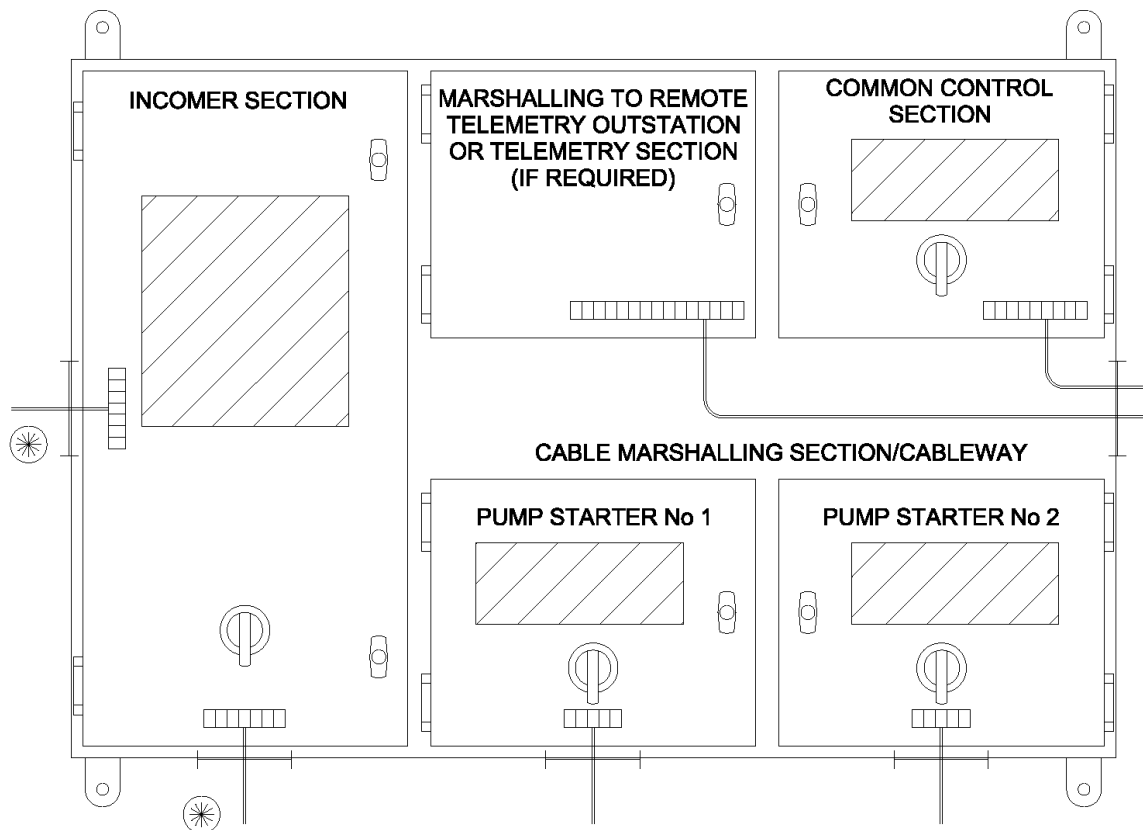 INCOMER SECTION
MARSHALLING TO REMOTE
TELEMETRY OUTSTATION
OR TELEMETRY SECTION
(IF REQUIRED)
COMMON CONTROL
SECTION
CABLE MARSHALLING SECTION/CABLEWAY
PUMP STARTER No 1
PUMP STARTER No 2